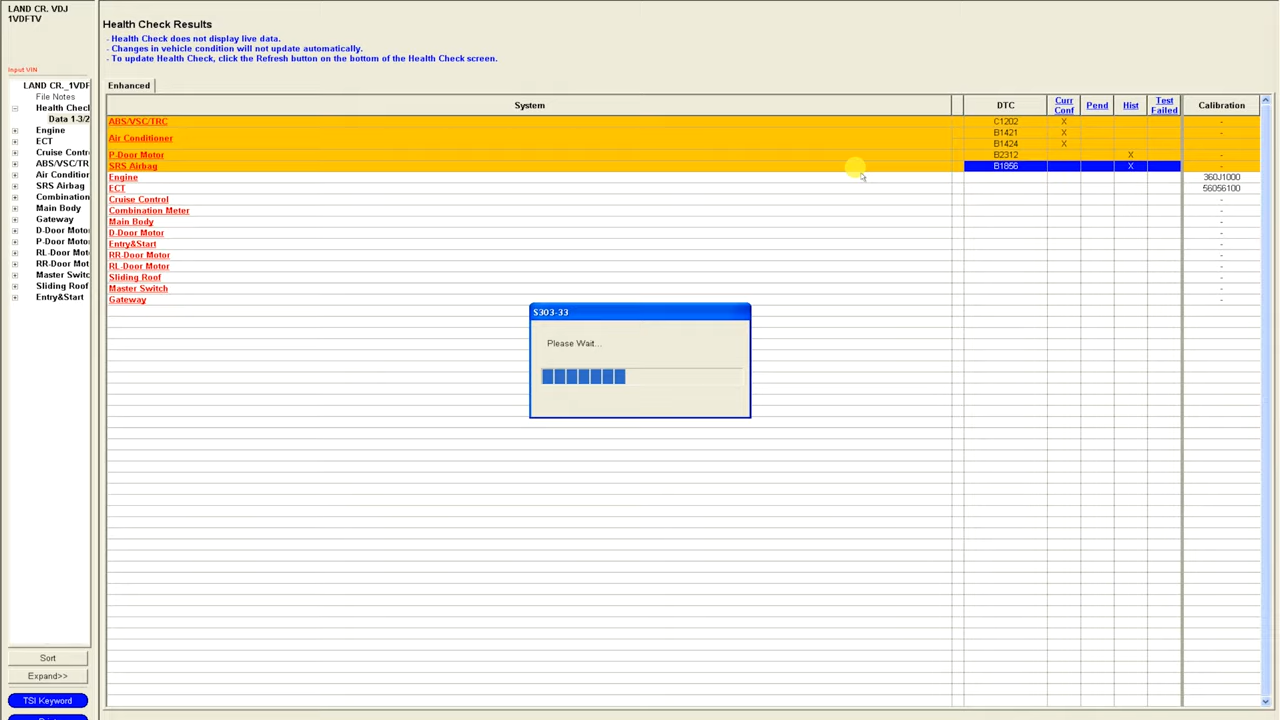 LAND CR. VDJ
1VDFTV
Input VIN
LAND CR._1VDF
File Notes
Health Check
Data 1-3/2
Engine
ECT
Cruise Contr
ABS/VSC/TR
Air Condition
SRS Airbag
Combination
Main Body
Gateway
D-Door Moto
P-Door Motor
RL-Door Mot
RR-Door Mot
Master Switc
Sliding Roof
Entry&Start
Sort
Expand>>
TSI Keyword
Health Check Results
- Health Check does not display live data.
- Changes in vehicle condition will not update automatically.
- To update Health Check, click the Refresh button on the bottom of the Health Check screen.
Enhanced
System DTC Curr Conf Pend Hist Test Failed Calibration
ABS/VSC/TRC C1202 X -
Air Conditioner B1421 X -
B1424 X
P-Door Motor B2312 X -
SRS Airbag B1856 X -
Engine 360J1000
ECT 56056100
Cruise Control -
Combination Meter -
Main Body -
D-Door Motor -
Entry&Start -
RR-Door Motor -
RL-Door Motor -
Sliding Roof -
Master Switch -
Gateway -
S303-33
Please Wait...